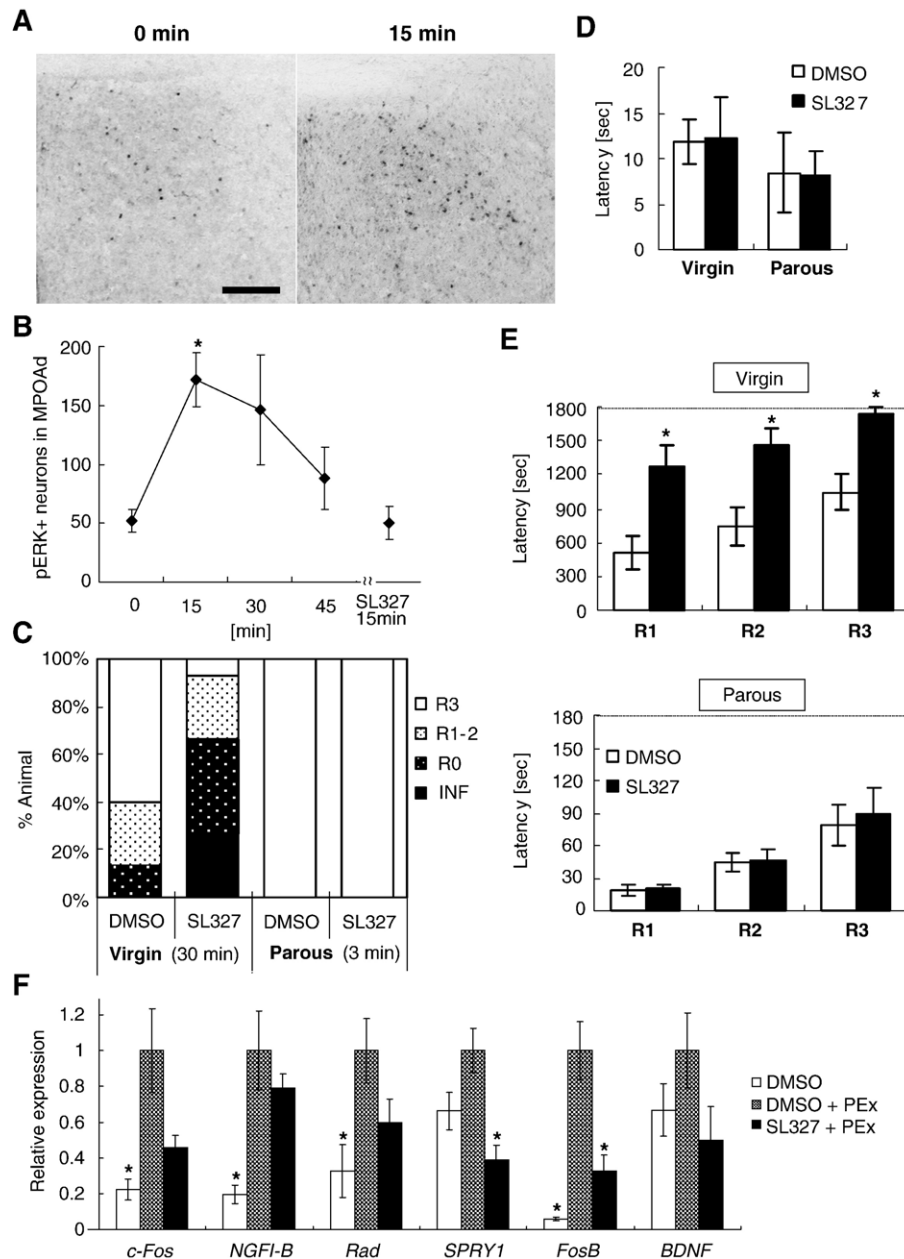 A
0 min
15 min
B
pERK+ neurons in MPOAd
200
150
100
50
0
*
0
15
30
45
SL327
15min
[min]
C
% Animal
100%
80%
60%
40%
20%
0%
R3
R1-2
R0
INF
DMSO
SL327
DMSO
SL327
Virgin (30 min)
Parous (3 min)
D
Latency [sec]
20
15
10
5
0
DMSO
SL327
Virgin
Parous
E
Virgin
Latency [sec]
1800
1500
1200
900
600
300
0
*
*
*
R1
R2
R3
Parous
Latency [sec]
180
150
120
90
60
30
0
DMSO
SL327
R1
R2
R3
F
Relative expression
1.2
1
0.8
0.6
0.4
0.2
0
*
*
*
*
*
*
DMSO
DMSO + PEx
SL327 + PEx
c-Fos
NGFI-B
Rad
SPRY1
FosB
BDNF